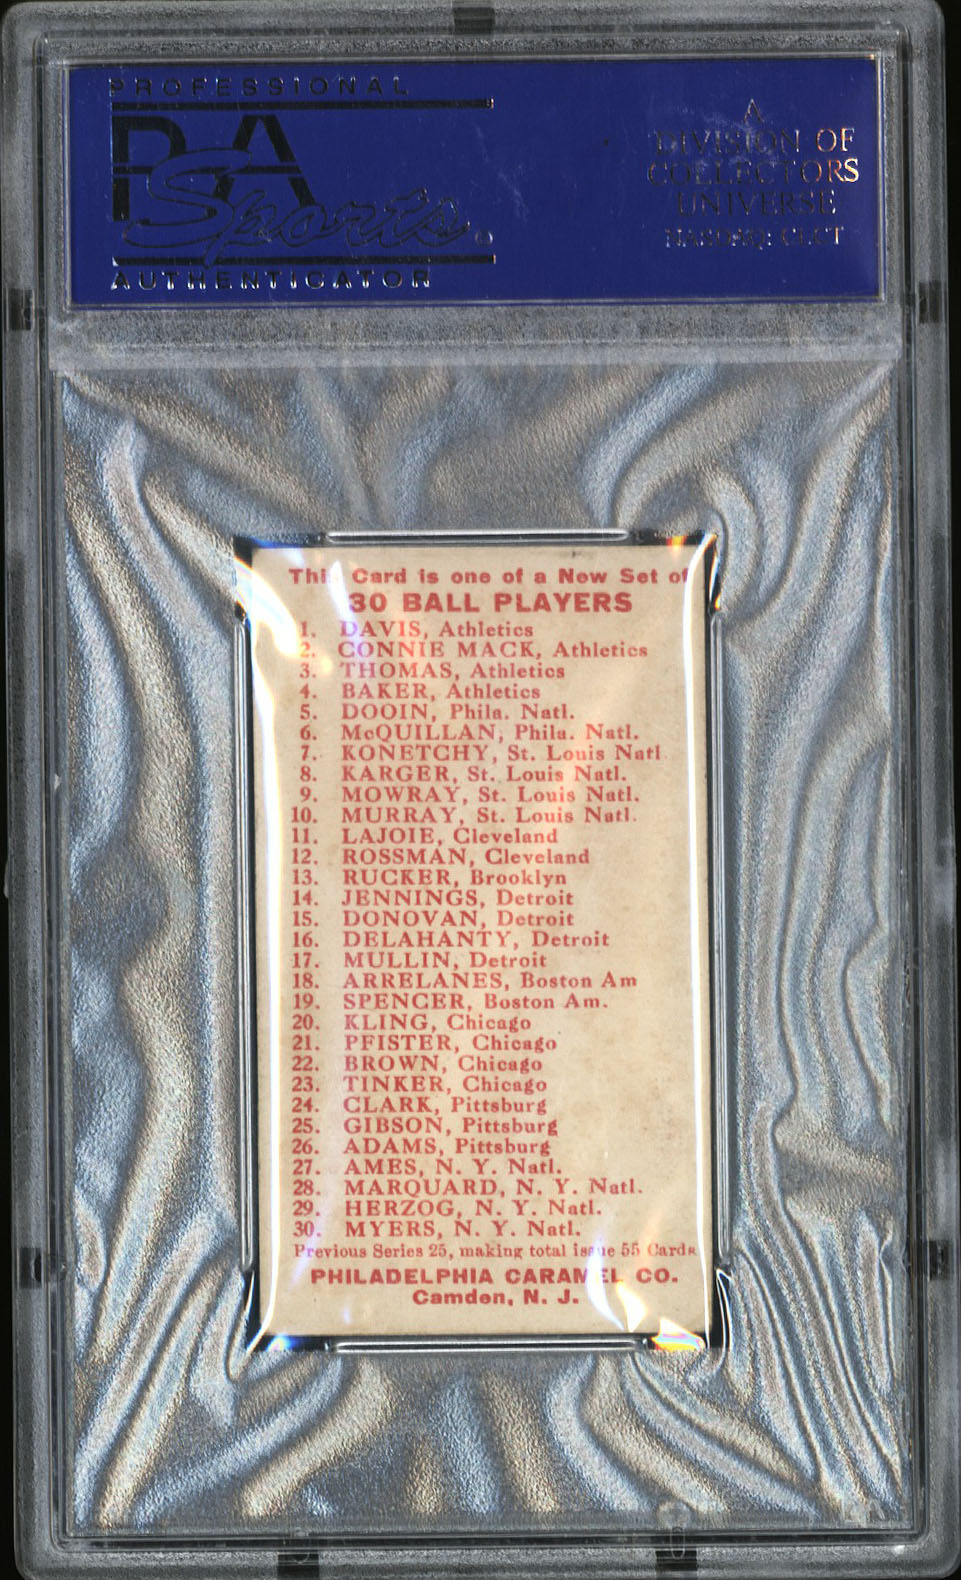 PROFESSIONAL
PSA
Sports®
AUTHENTICATOR
A
DIVISION OF
COLLECTORS
UNIVERSE
NASDAQ: CLCT
This Card is one of a New Set of
30 BALL PLAYERS
1. DAVIS, Athletics
2. CONNIE MACK, Athletics
3. THOMAS, Athletics
4. BAKER, Athletics
5. DOOIN, Phila. Natl.
6. McQUILLAN, Phila. Natl.
7. KONETCHY, St. Louis Natl
8. KARGER, St. Louis Natl.
9. MOWRAY, St. Louis Natl.
10. MURRAY, St. Louis Natl.
11. LAJOIE, Cleveland
12. ROSSMAN, Cleveland
13. RUCKER, Brooklyn
14. JENNINGS, Detroit
15. DONOVAN, Detroit
16. DELAHANTY, Detroit
17. MULLIN, Detroit
18. ARRELANES, Boston Am
19. SPENCER, Boston Am.
20. KLING, Chicago
21. PFISTER, Chicago
22. BROWN, Chicago
23. TINKER, Chicago
24. CLARK, Pittsburg
25. GIBSON, Pittsburg
26. ADAMS, Pittsburg
27. AMES, N. Y. Natl.
28. MARQUARD, N. Y. Natl.
29. HERZOG, N. Y. Natl.
30. MYERS, N. Y. Natl.
Previous Series 25, making total issue 55 Cards
PHILADELPHIA CARAMEL CO.
Camden, N. J.